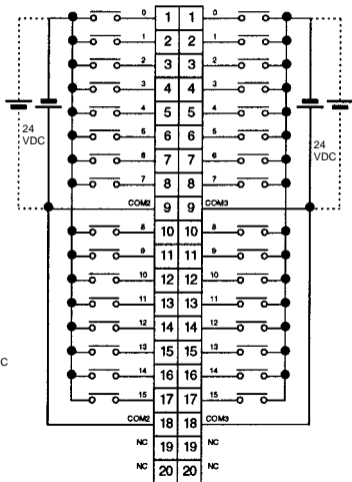 0 1 1 0
1 2 2 1
2 3 3 2
3 4 4 3
4 5 5 4
5 6 6 5
6 7 7 6
7 8 8 7
24 VDC
24 VDC
COM2 9 9 COM3
8 10 10 8
9 11 11 9
10 12 12 10
11 13 13 11
12 14 14 12
13 15 15 13
C
14 16 16 14
15 17 17 15
COM2 18 18 COM3
NC 19 19 NC
NC 20 20 NC